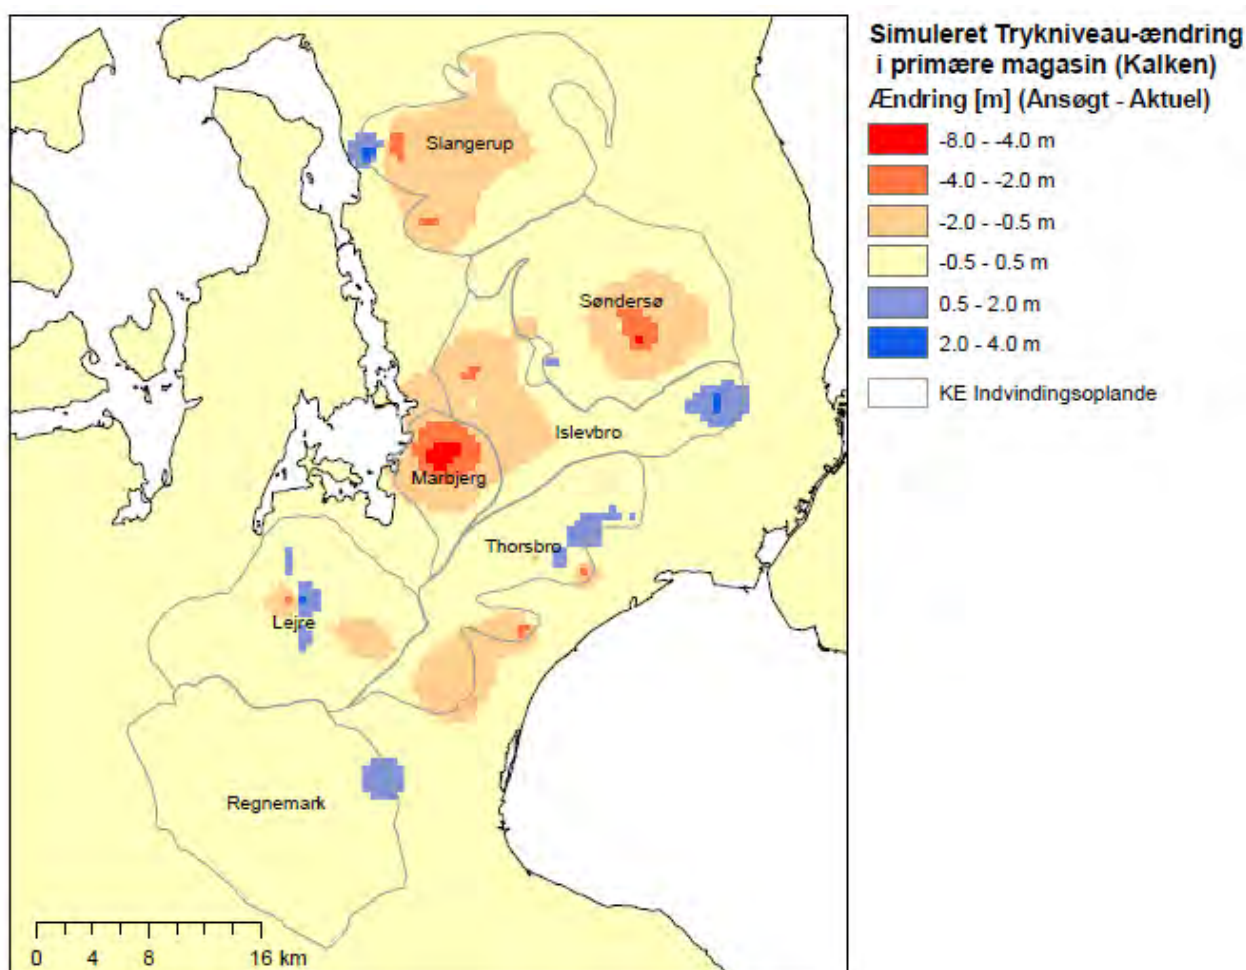 Simuleret Trykniveau-ændring
i primære magasin (Kalken)
Ændring [m] (Ansøgt - Aktuel)
-8.0 - -4.0 m
-4.0 - -2.0 m
-2.0 - -0.5 m
-0.5 - 0.5 m
0.5 - 2.0 m
2.0 - 4.0 m
KE Indvindingsoplande
Slangerup
Søndersø
Islevbro
Marbjerg
Thorsbro
Lejre
Regnemark
0 4 8 16 km